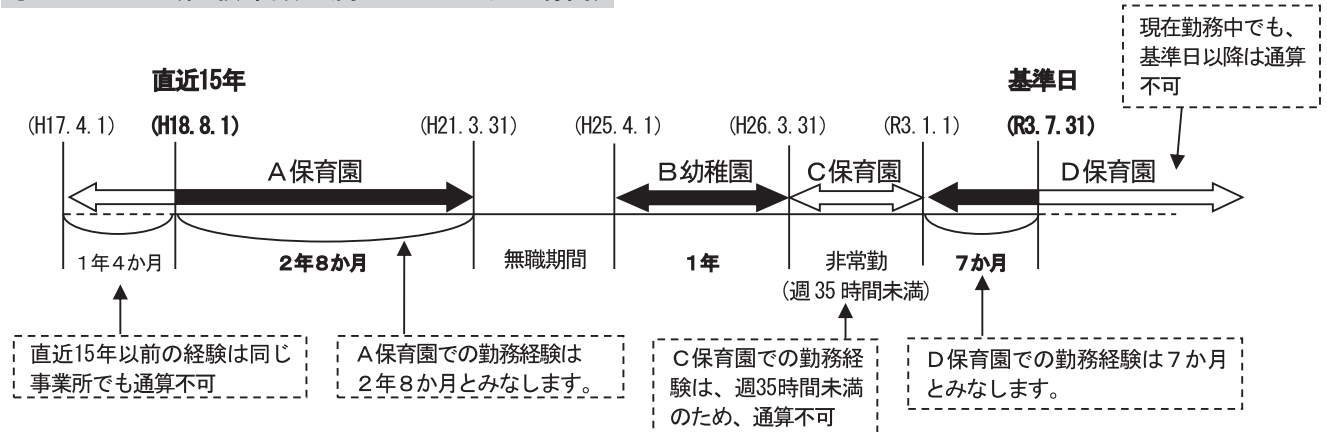 現在勤務中でも、
基準日以降は通算
不可
直近15年
基準日
(H17.4.1)
(H18.8.1)
(H21.3.31)
(H25.4.1)
(H26.3.31)
(R3.1.1)
(R3.7.31)
A保育園
B幼稚園
C保育園
D保育園
1年4か月
2年8か月
無職期間
1年
非常勤
(週35時間未満)
7か月
直近15年以前の経験は同じ
事業所でも通算不可
A保育園での勤務経験は
2年8か月とみなします。
C保育園での勤務経
験は、週35時間未満
のため、通算不可
D保育園での勤務経験は7か月
とみなします。